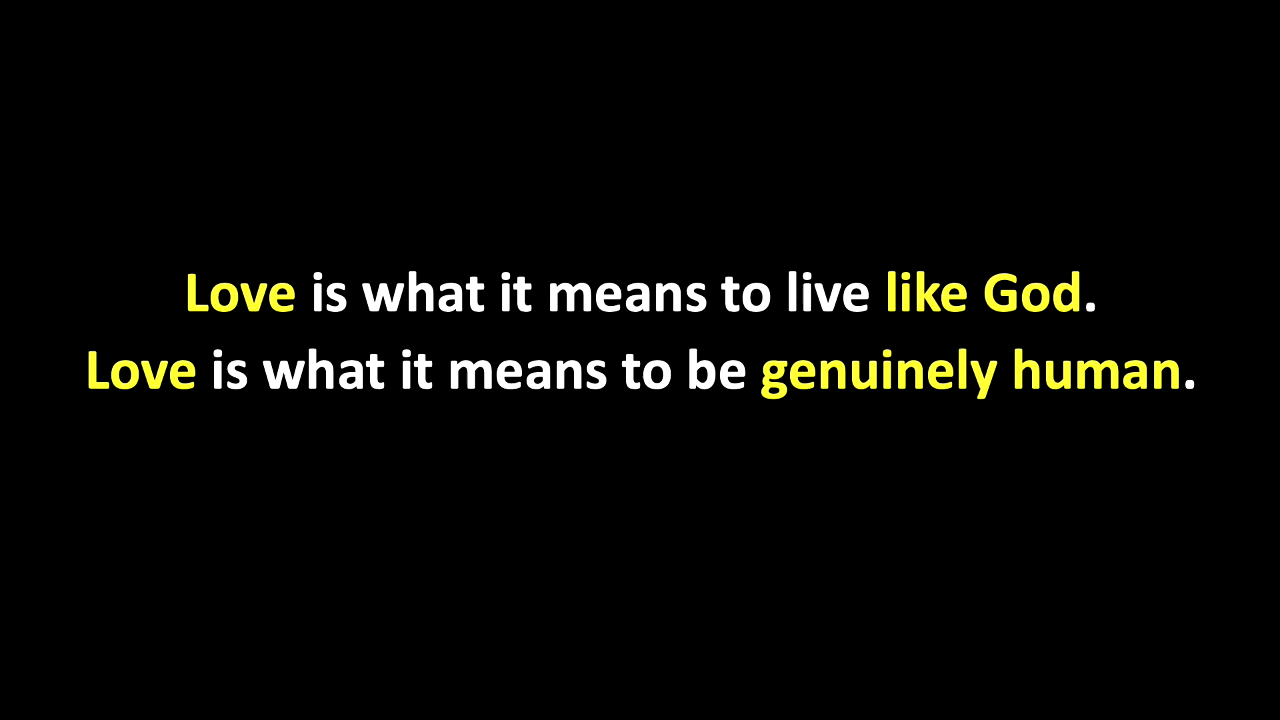 Love is what it means to live like God.
Love is what it means to be genuinely human.